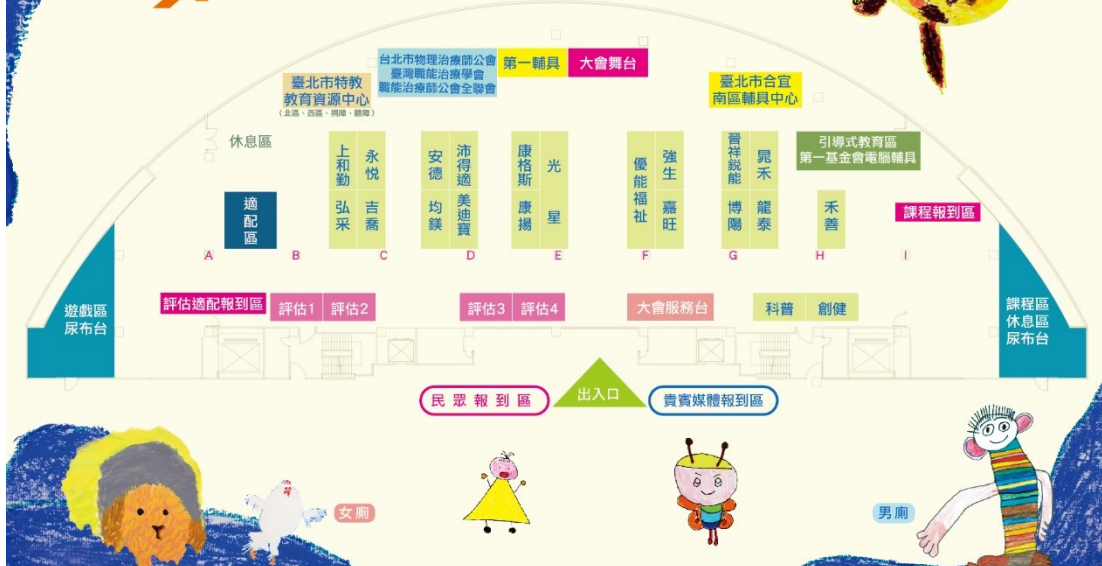 台北市物理治療師公會
臺灣職能治療學會
職能治療師公會全聯會
第一輔具
大會舞台
臺北市特教
教育資源中心
（北區、西區、視障、聽障）
臺北市合宜
南區輔具中心
休息區
上和勤
永悦
安德
沛得適
康格斯
光星
優能福祉
強生
晉祥銳能
晁禾
引導式教育區
第一基金會電腦輔具
適配區
弘采
吉喬
均鎂
美迪寶
康揚
嘉旺
博陽
龍泰
禾善
課程報到區
A
B
C
D
E
F
G
H
I
遊戲區
尿布台
評估適配報到區
評估1
評估2
評估3
評估4
大會服務台
科普
創健
課程區
休息區
尿布台
民眾報到區
出入口
貴賓媒體報到區
女廁
男廁